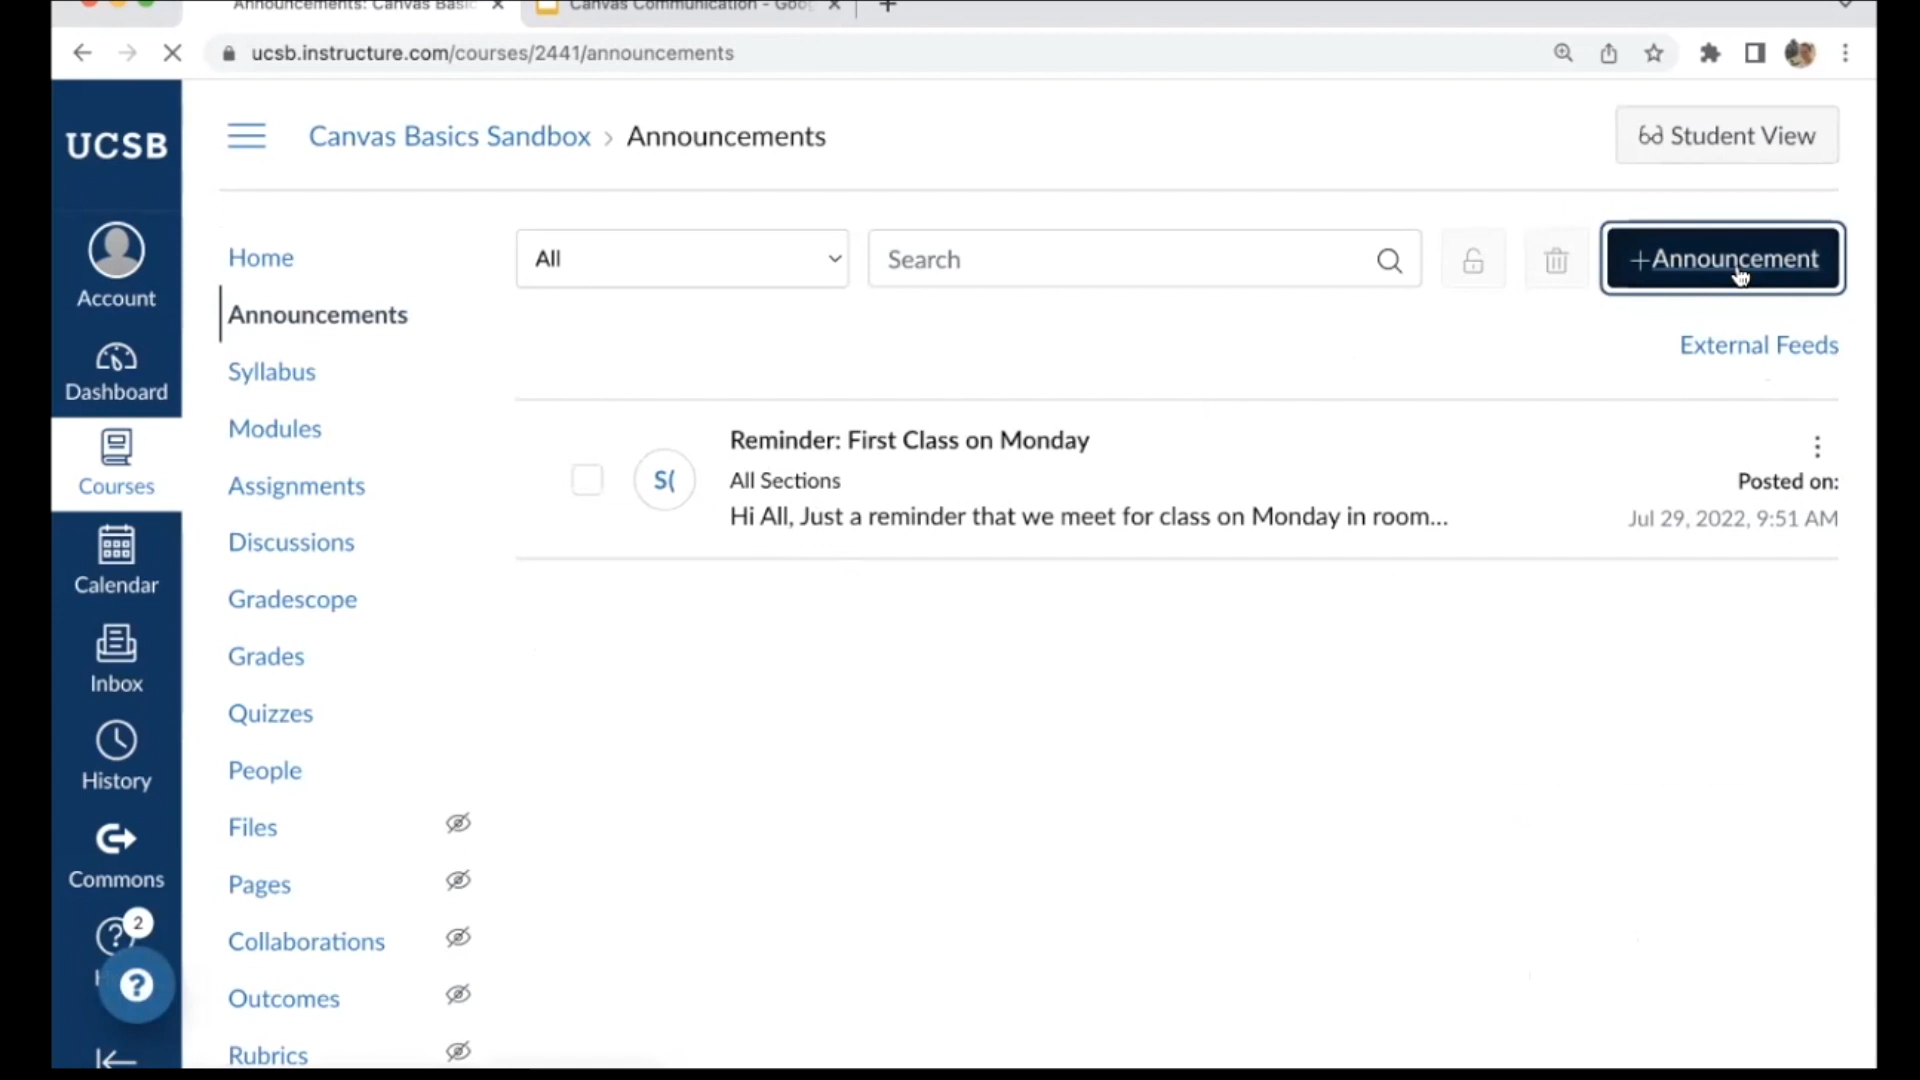 Announcements: Canvas Basic
Canvas Communication - Goog
ucsb.instructure.com/courses/2441/announcements
UCSB
Canvas Basics Sandbox > Announcements
Student View
Account
Dashboard
Courses
Calendar
Inbox
History
Commons
2
?
Home
Announcements
Syllabus
Modules
Assignments
Discussions
Gradescope
Grades
Quizzes
People
Files
Pages
Collaborations
Outcomes
Rubrics
All
Search
+Announcement
External Feeds
S(
Reminder: First Class on Monday
All Sections
Hi All, Just a reminder that we meet for class on Monday in room...
Posted on:
Jul 29, 2022, 9:51 AM